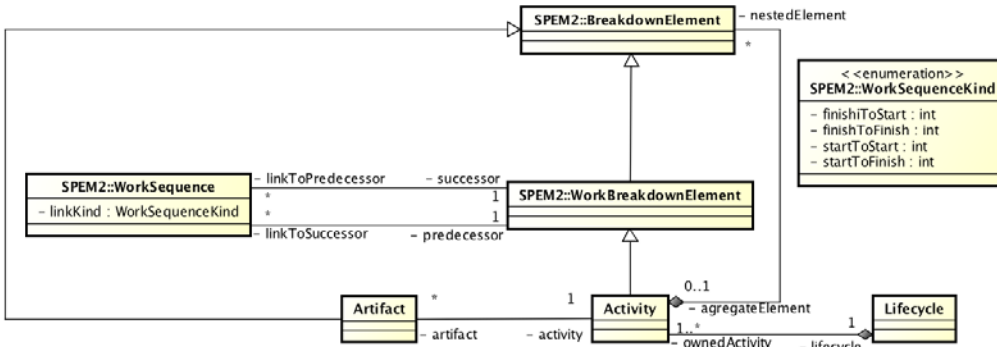 SPEM2::BreakdownElement
– nestedElement
*
< <enumeration> >
SPEM2::WorkSequenceKind
– finishiToStart : int
– finishToFinish : int
– startToStart : int
– startToFinish : int
SPEM2::WorkSequence
– linkKind : WorkSequenceKind
– linkToPredecessor
– successor
*
1
*
1
– linkToSuccessor
– predecessor
SPEM2::WorkBreakdownElement
Artifact
*
1
– artifact
– activity
Activity
0..1
– agregateElement
1..*
1
– ownedActivity
– lifecycle
Lifecycle